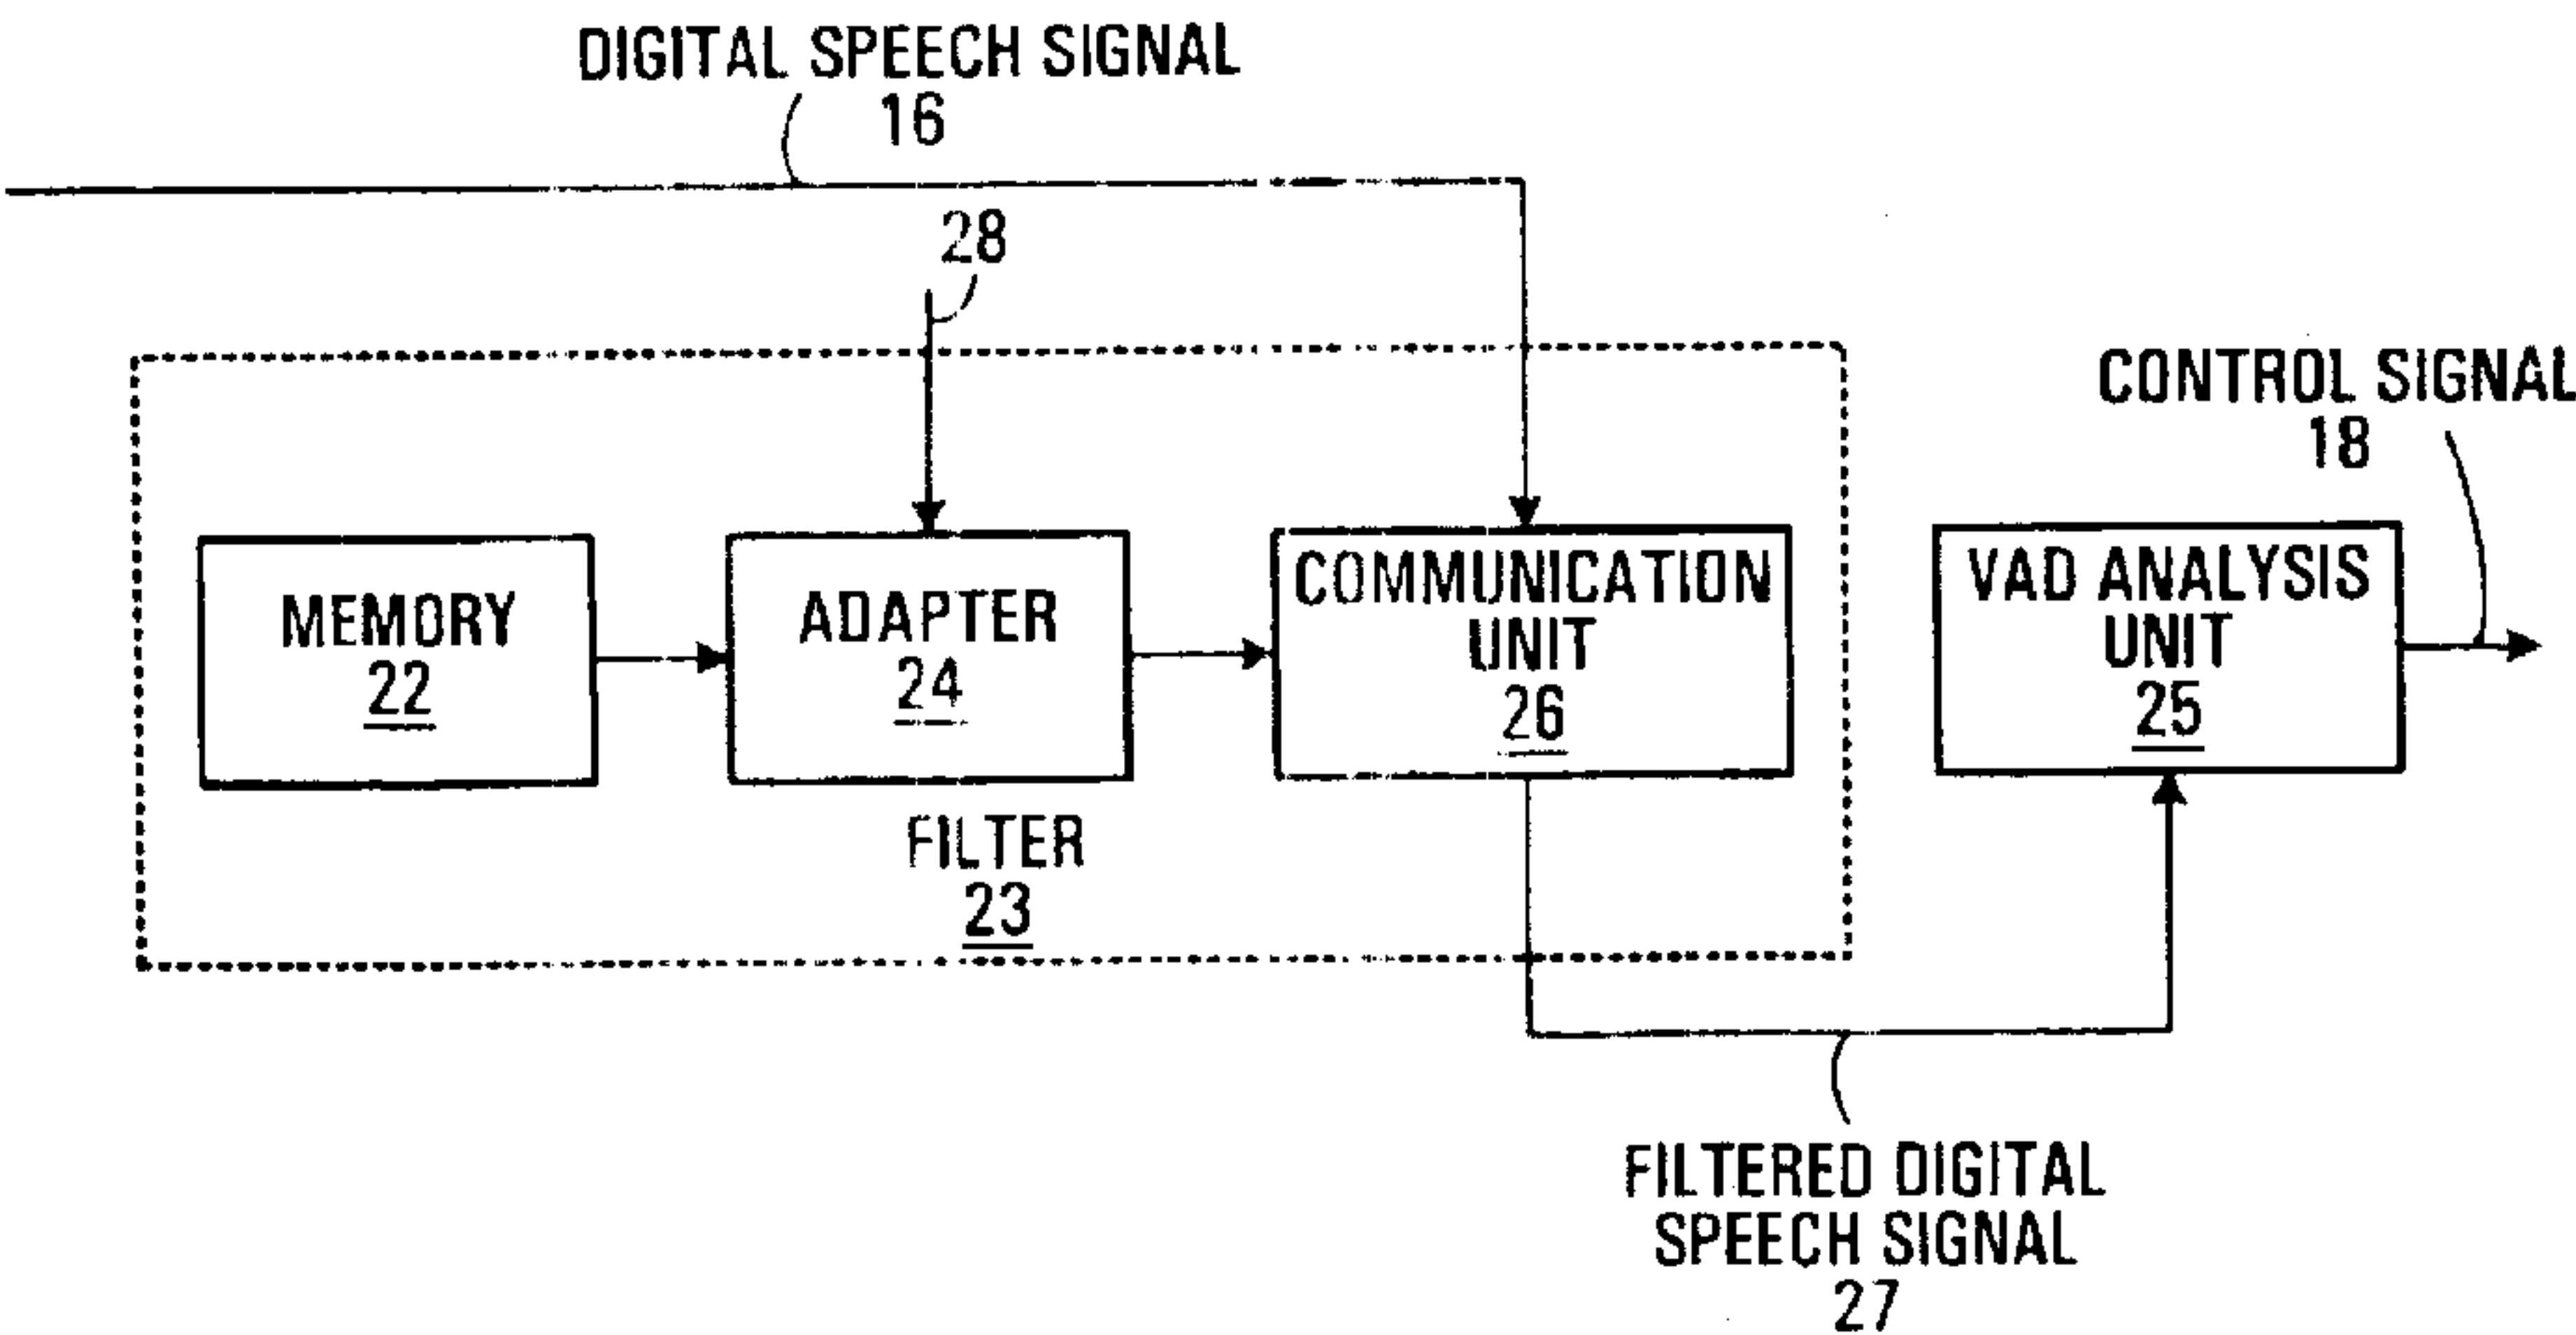 DIGITAL SPEECH SIGNAL
16
28
CONTROL SIGNAL
18
MEMORY
22
ADAPTER
24
COMMUNICATION
UNIT
26
VAD ANALYSIS
UNIT
25
FILTER
23
FILTERED DIGITAL
SPEECH SIGNAL
27